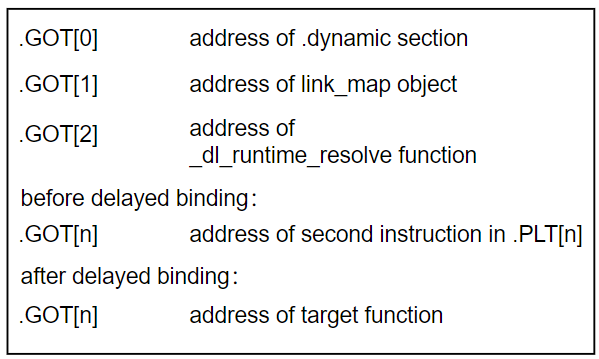 .GOT[0] address of .dynamic section
.GOT[1] address of link_map object
.GOT[2] address of
_dl_runtime_resolve function
before delayed binding:
.GOT[n] address of second instruction in .PLT[n]
after delayed binding:
.GOT[n] address of target function